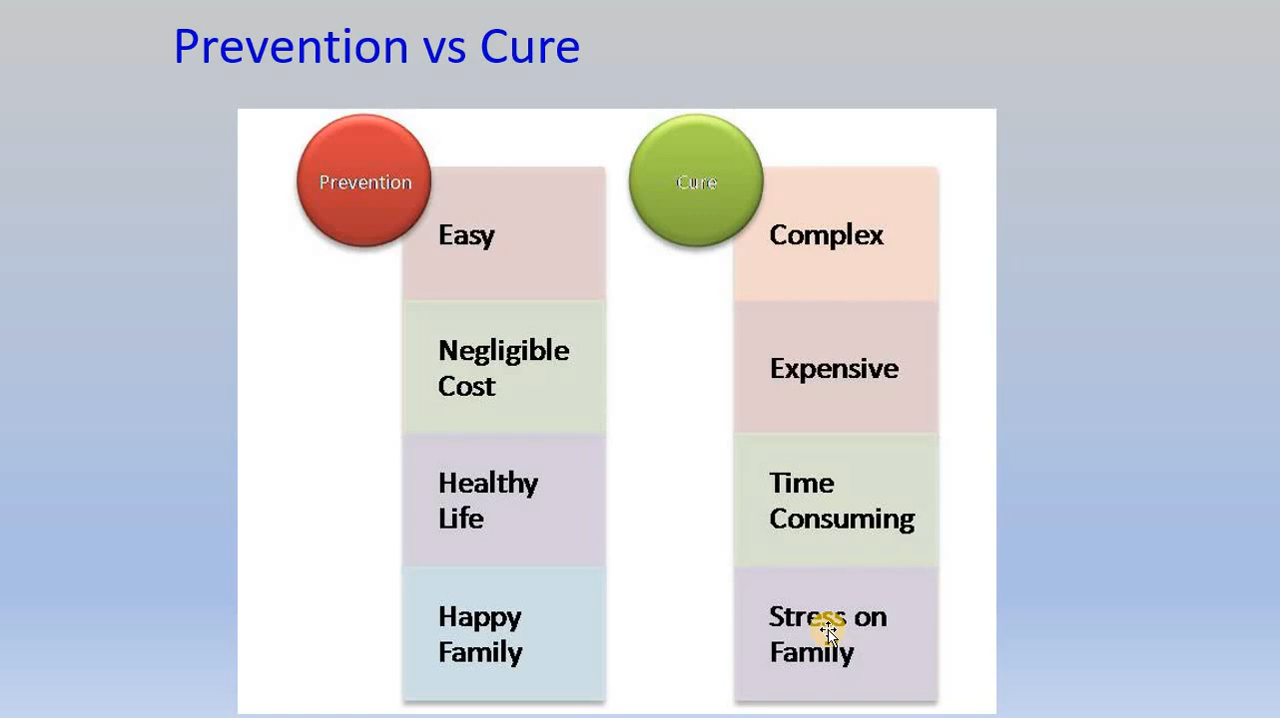 Prevention vs Cure
Prevention
Easy
Negligible
Cost
Healthy
Life
Happy
Family
Cure
Complex
Expensive
Time
Consuming
Stress on
Family